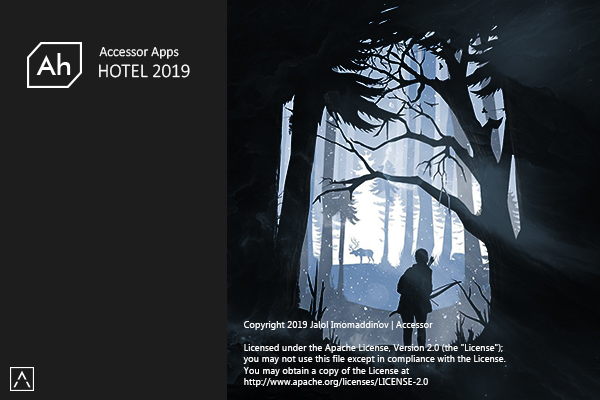 Ah
Accessor Apps
HOTEL 2019
Copyright 2019 Jalol Imomaddinov | Accessor
Licensed under the Apache License, Version 2.0 (the "License");
you may not use this file except in compliance with the License.
You may obtain a copy of the License at
http://www.apache.org/licenses/LICENSE-2.0